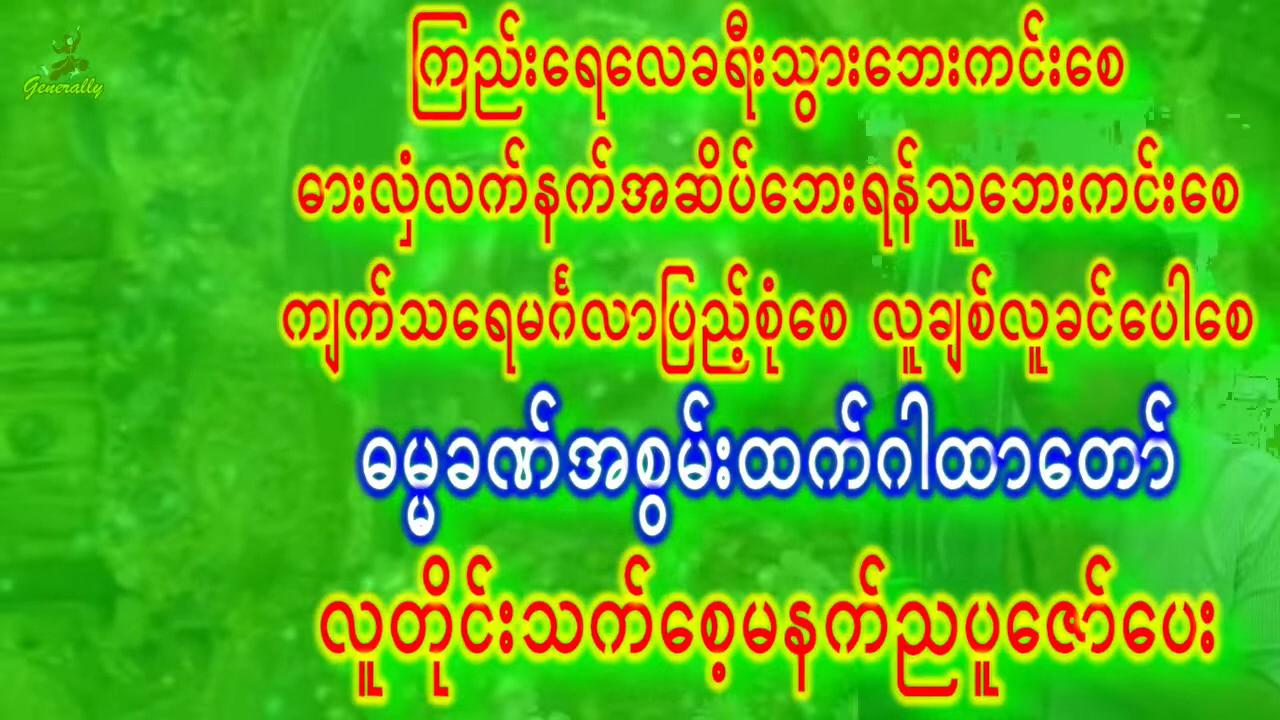 Generally
ကြည်းရေလေခရီးသွားဘေးကင်းစေ
ဓားလှံလက်နက်အဆိပ်ဘေးရန်သူဘေးကင်းစေ
ကျက်သရေမင်္ဂလာပြည့်စုံစေ လူချစ်လူခင်ပေါစေ
ဓမ္မခဏ်အစွမ်းထက်ဂါထာတော်
လူတိုင်းသက်စေ့မနက်ညပူဇော်ပေး